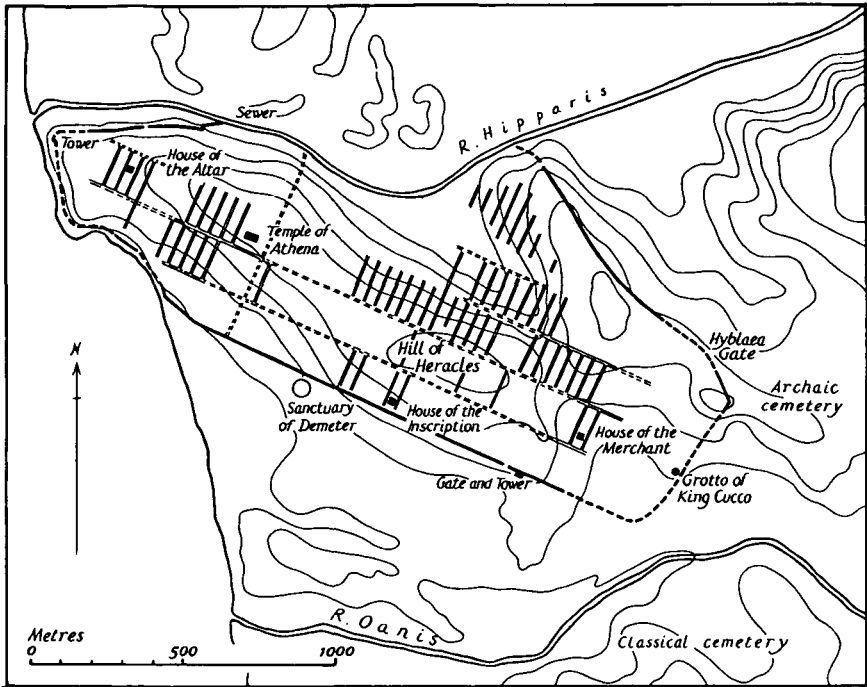 Sewer
R. Hipparis
Tower
House of
the Altar
Temple of
Athena
N
Hill of
Heracles
Hyblaea
Gate
Archaic
cemetery
Sanctuary
of Demeter
House of the
Inscription
House of the
Merchant
Gate and Tower
Grotto of
King Cucco
R. Oanis
Classical cemetery
Metres
0 500 1000